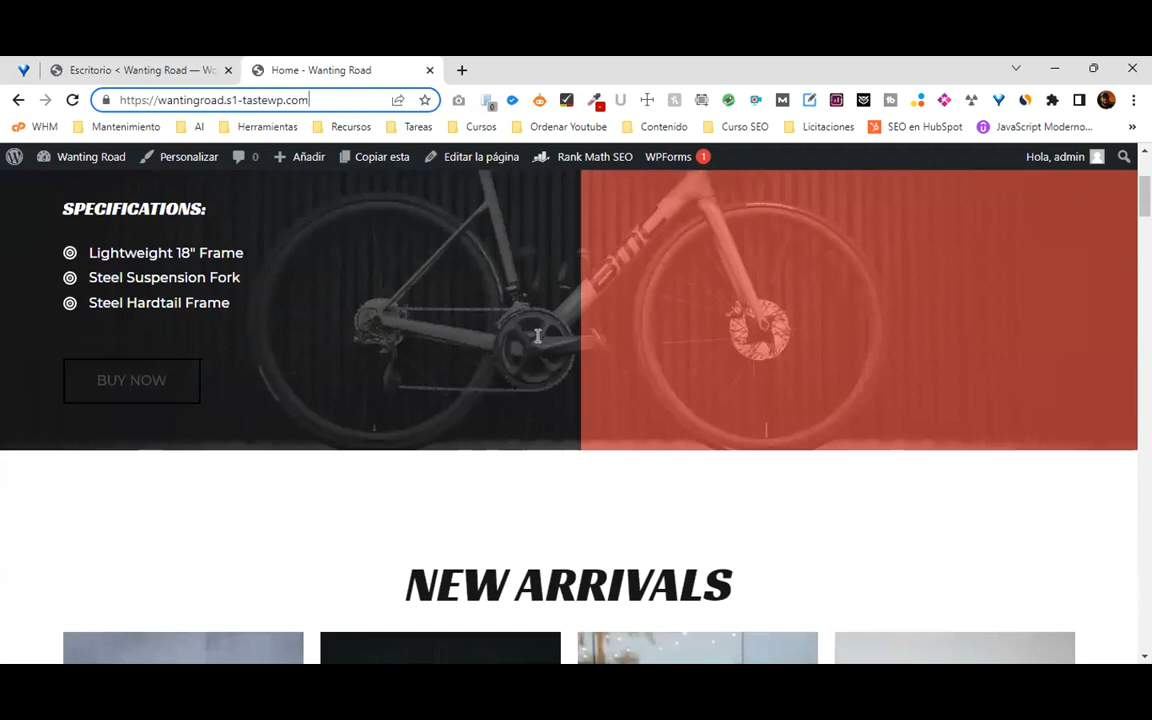 Escritorio < Wanting Road — Wo
Home - Wanting Road
https://wantingroad.s1-tastewp.com
WHM
Mantenimiento
AI
Herramientas
Recursos
Tareas
Cursos
Ordenar Youtube
Contenido
Curso SEO
Licitaciones
SEO en HubSpot
JavaScript Moderno...
Wanting Road
Personalizar
0
Añadir
Copiar esta
Editar la página
Rank Math SEO
WPForms
1
Hola, admin
SPECIFICATIONS:
Lightweight 18" Frame
Steel Suspension Fork
Steel Hardtail Frame
BUY NOW
NEW ARRIVALS